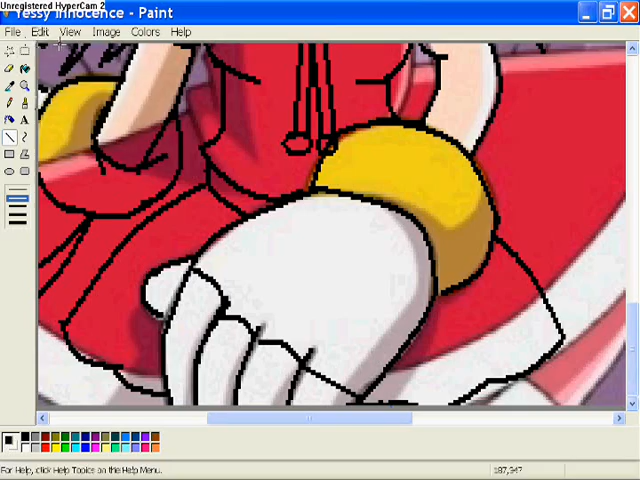 Unregistered HyperCam 2
Yessy Innocence - Paint
File Edit View Image Colors Help
A
For Help, click Help Topics on the Help Menu.
187,347